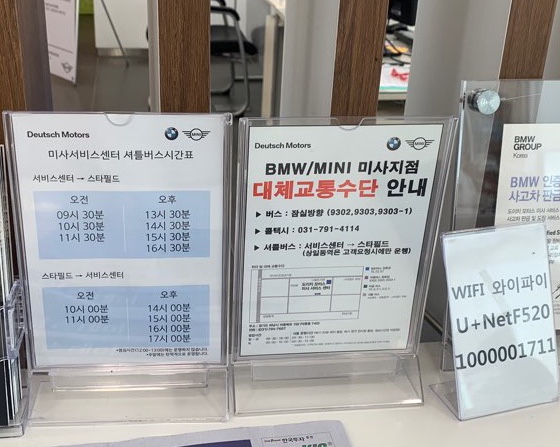 Deutsch Motors
미사서비스센터 셔틀버스시간표
서비스센터 → 스타필드
오전
오후
09시 30분
10시 30분
11시 30분
13시 30분
14시 30분
15시 30분
16시 30분
스타필드 → 서비스센터
오전
오후
10시 00분
11시 00분
14시 00분
15시 00분
16시 00분
17시 00분
Deutsch Motors
BMW/MINI 미사지점
대체교통수단 안내
▶ 버스 : 잠실방향 (9302,9303,9303-1)
▶ 콜택시 : 031-791-4114
▶ 셔틀버스 : 서비스센터 → 스타필드
(삼일동역은 고객요청시에만 운행)
BMW
GROUP
Korea
BMW 인증
사고차 판금
WIFI 와이파이
U+NetF520
1000001711